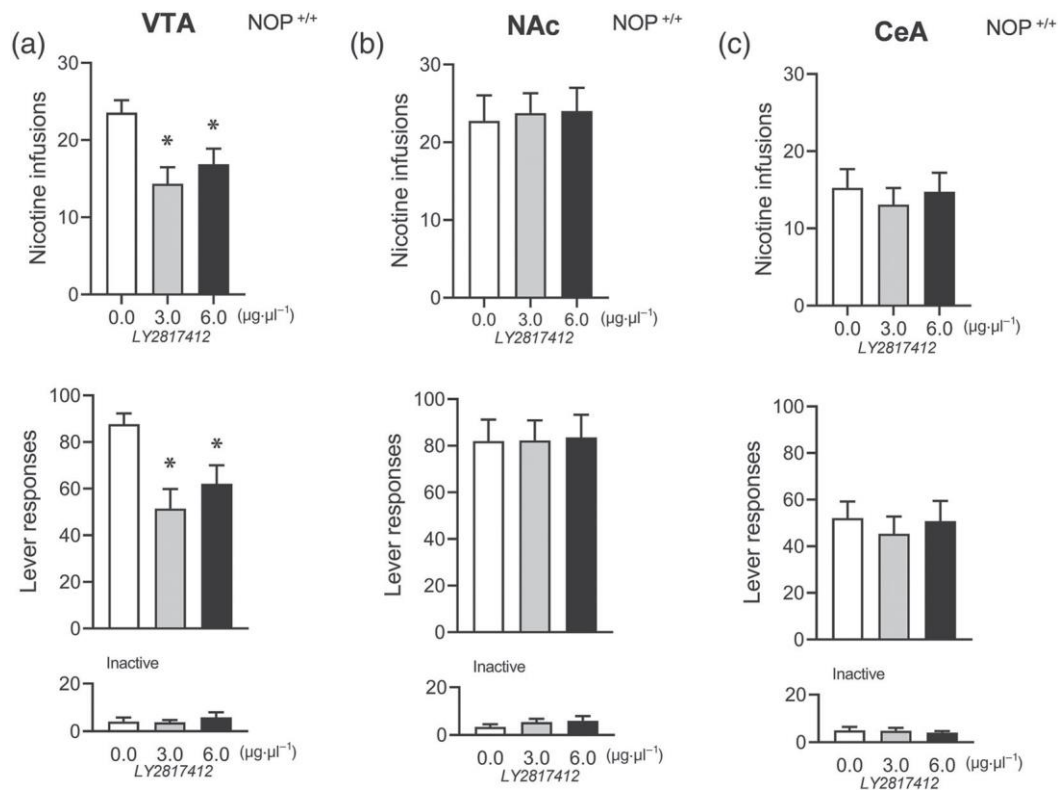 (a) VTA NOP +/+
Nicotine infusions
30
20
10
0
0.0 3.0 6.0 (µg·µl−1)
LY2817412
* *
Lever responses
100
80
60
40
20
0
* *
Inactive
20
0
0.0 3.0 6.0 (µg·µl−1)
LY2817412
(b) NAc NOP +/+
Nicotine infusions
30
20
10
0
0.0 3.0 6.0 (µg·µl−1)
LY2817412
Lever responses
100
80
60
40
20
0
Inactive
20
0
0.0 3.0 6.0 (µg·µl−1)
LY2817412
(c) CeA NOP +/+
Nicotine infusions
30
20
10
0
0.0 3.0 6.0 (µg·µl−1)
LY2817412
Lever responses
100
80
60
40
20
0
Inactive
20
0
0.0 3.0 6.0 (µg·µl−1)
LY2817412